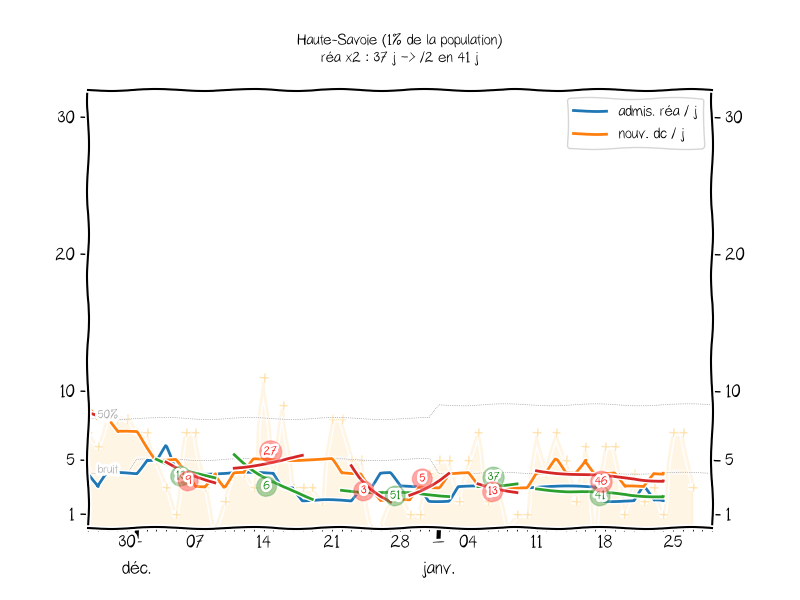 Haute-Savoie (1% de la population)
réa x2 : 37 j -> /2 en 41 j
admis. réa / j
nouv. dc / j
30 30
20 20
10 10
50%
5 5
bruit
1 1
9
27
6
3
51
5
37
13
46
41
30 07 14 21 28 04 11 18 25
déc. janv.